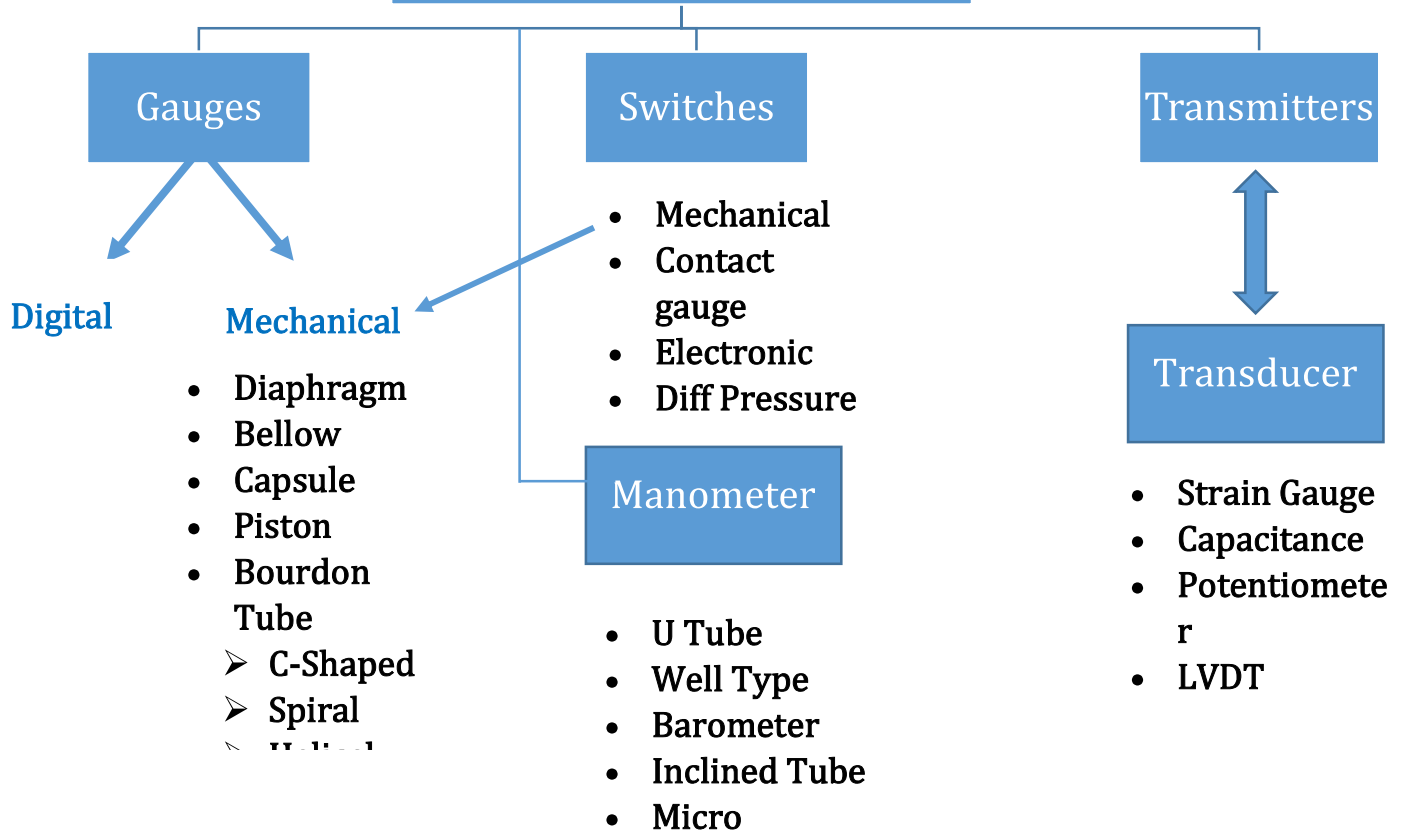 Gauges
Switches
Transmitters
Digital
Mechanical
• Diaphragm
• Bellow
• Capsule
• Piston
• Bourdon
Tube
➢ C-Shaped
➢ Spiral
• Mechanical
• Contact
gauge
• Electronic
• Diff Pressure
Manometer
• U Tube
• Well Type
• Barometer
• Inclined Tube
• Micro
Transducer
• Strain Gauge
• Capacitance
• Potentiomete
r
• LVDT